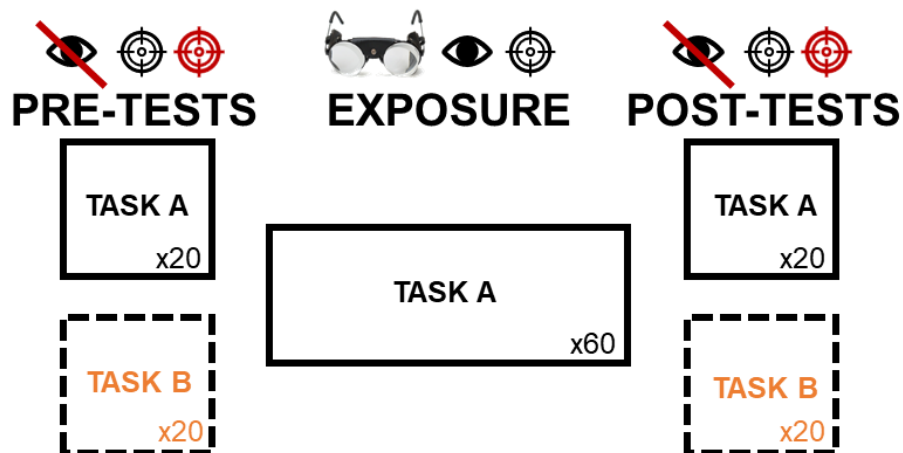 PRE-TESTS
EXPOSURE
POST-TESTS
TASK A
x20
TASK B
x20
TASK A
x60
TASK A
x20
TASK B
x20